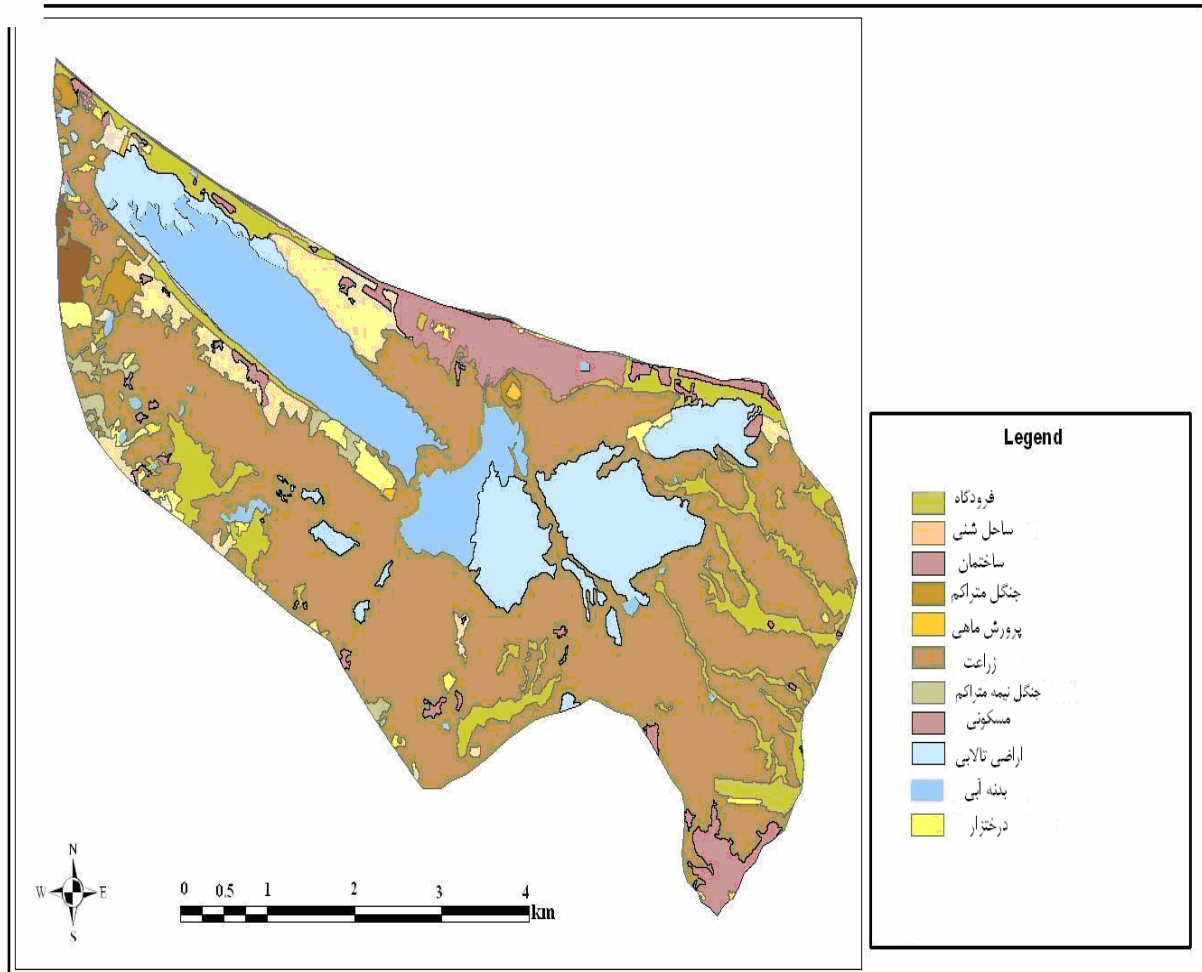 Legend
فرودگاه
ساحل شنی
ساختمان
جنگل متراکم
پرورش ماهی
زراعت
جنگل نیمه متراکم
مسکونی
اراضی تالابی
بدنه آبی
درختزار
N
W E
S
0 0.5 1 2 3 4
km